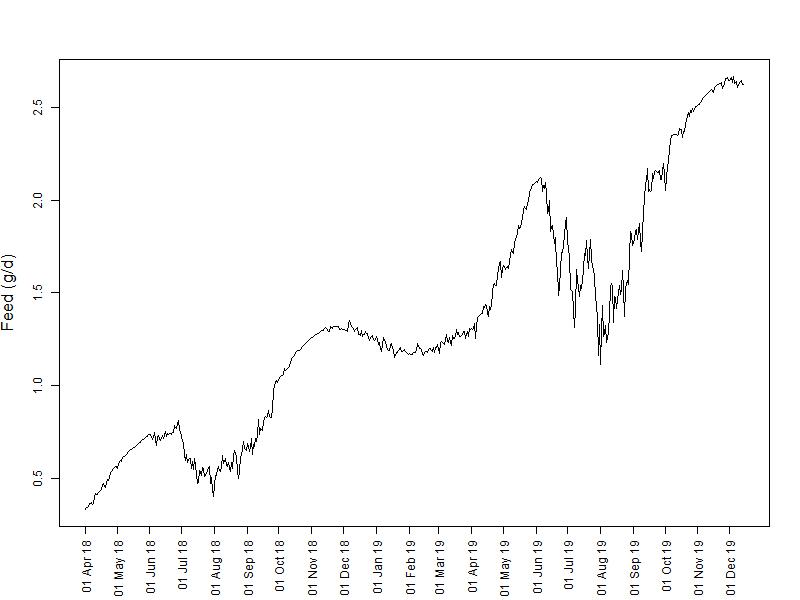 Feed (g/d)
2.5
2.0
1.5
1.0
0.5
01 Apr 18
01 May 18
01 Jun 18
01 Jul 18
01 Aug 18
01 Sep 18
01 Oct 18
01 Nov 18
01 Dec 18
01 Jan 19
01 Feb 19
01 Mar 19
01 Apr 19
01 May 19
01 Jun 19
01 Jul 19
01 Aug 19
01 Sep 19
01 Oct 19
01 Nov 19
01 Dec 19